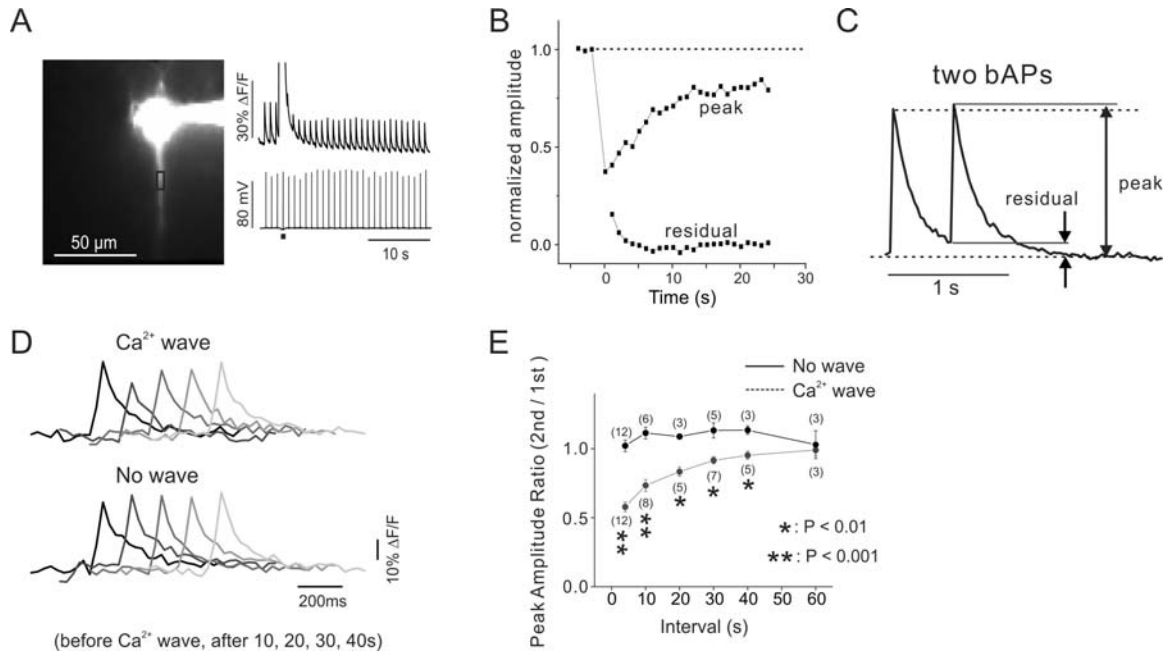 A
50 µm
30% ΔF/F
80 mV
10 s
B
normalized amplitude
1.0
0.5
0.0
peak
residual
0
10
20
30
Time (s)
C
two bAPs
residual
peak
1 s
D
Ca²⁺ wave
No wave
10% ΔF/F
200ms
(before Ca²⁺ wave, after 10, 20, 30, 40s)
E
Peak Amplitude Ratio (2nd / 1st )
No wave
Ca²⁺ wave
1.0
0.5
0.0
(12) (6) (3) (5) (3) (3)
(12) (8) (5) (7) (5) (3)
** ** * * *
*: P < 0.01
**: P < 0.001
0 10 20 30 40 50 60
Interval (s)